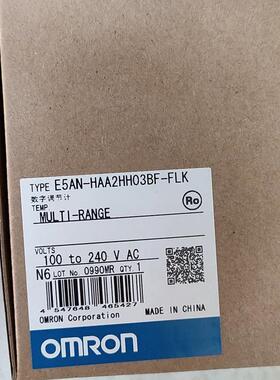 TYPE E5AN-HAA2HH03BF-FLK
数字调节计
TEMP
MULTI-RANGE
Ro
VOLTS
100 to 240 V AC
N6 LOT No. 0990MR QTY. 1
4 547648 465427
OMRON Corporation
MADE IN CHINA
OMRON